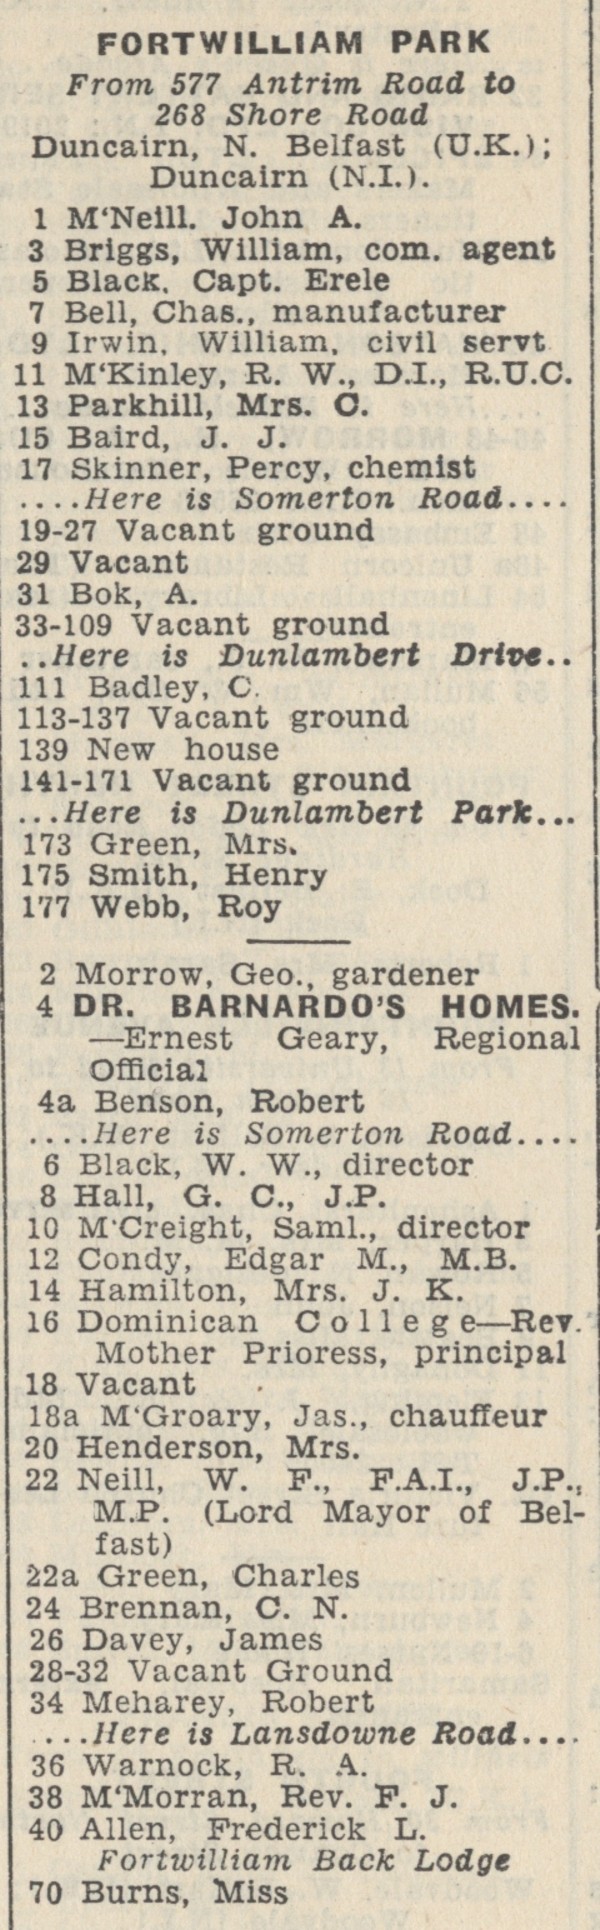 FORTWILLIAM PARK
From 577 Antrim Road to
268 Shore Road
Duncairn, N. Belfast (U.K.);
Duncairn (N.I.).
1 M'Neill. John A.
3 Briggs, William, com. agent
5 Black. Capt. Erele
7 Bell, Chas., manufacturer
9 Irwin, William, civil servt
11 M'Kinley, R. W., D.I., R.U.C.
13 Parkhill, Mrs. C.
15 Baird, J. J.
17 Skinner, Percy, chemist
....Here is Somerton Road....
19-27 Vacant ground
29 Vacant
31 Bok, A.
33-109 Vacant ground
..Here is Dunlambert Drive..
111 Badley, C.
113-137 Vacant ground
139 New house
141-171 Vacant ground
...Here is Dunlambert Park...
173 Green, Mrs.
175 Smith, Henry
177 Webb, Roy
2 Morrow, Geo., gardener
4 DR. BARNARDO'S HOMES.
—Ernest Geary, Regional
Official
4a Benson, Robert
....Here is Somerton Road....
6 Black, W. W., director
8 Hall, G. C., J.P.
10 M'Creight, Saml., director
12 Condy, Edgar M., M.B.
14 Hamilton, Mrs. J. K.
16 Dominican College—Rev.
Mother Prioress, principal
18 Vacant
18a M'Groary, Jas., chauffeur
20 Henderson, Mrs.
22 Neill, W. F., F.A.I., J.P.,
M.P. (Lord Mayor of Bel-
fast)
22a Green, Charles
24 Brennan, C. N.
26 Davey, James
28-32 Vacant Ground
34 Meharey, Robert
....Here is Lansdowne Road....
36 Warnock, R. A.
38 M'Morran, Rev. F. J.
40 Allen, Frederick L.
Fortwilliam Back Lodge
70 Burns, Miss